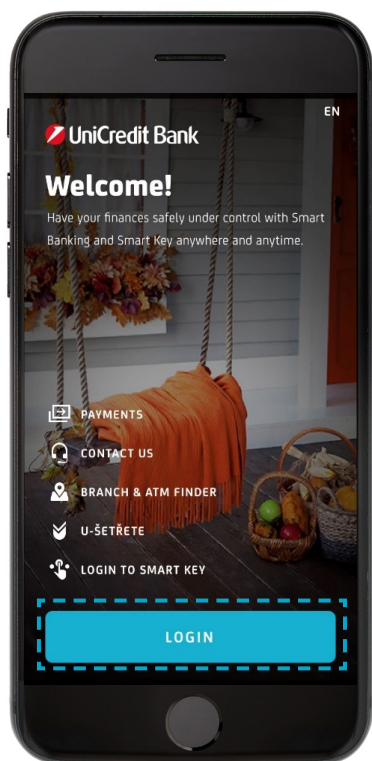 EN
UniCredit Bank
Welcome!
Have your finances safely under control with Smart
Banking and Smart Key anywhere and anytime.
PAYMENTS
CONTACT US
BRANCH & ATM FINDER
U-ŠETŘETE
LOGIN TO SMART KEY
LOGIN